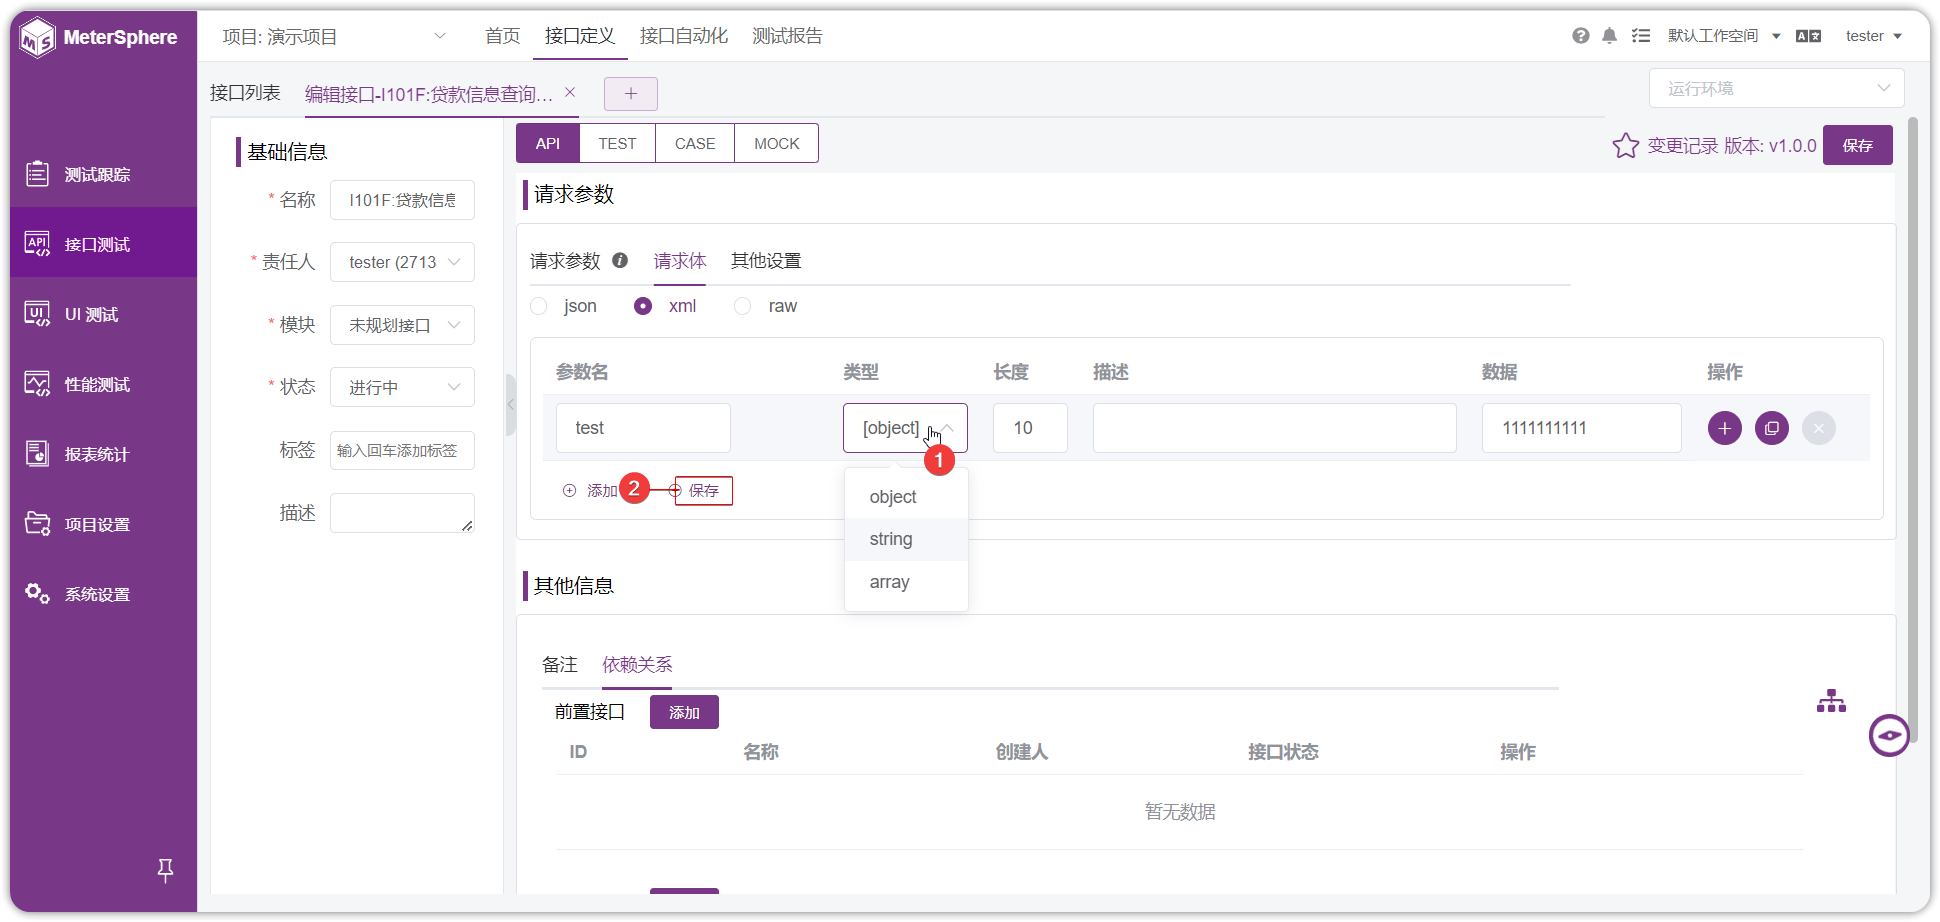 MeterSphere
项目: 演示项目
首页
接口定义
接口自动化
测试报告
默认工作空间
tester
接口列表
编辑接口-I101F:贷款信息查询...
运行环境
测试跟踪
接口测试
UI 测试
性能测试
报表统计
项目设置
系统设置
基础信息
* 名称
I101F:贷款信息
* 责任人
tester (2713
* 模块
未规划接口
* 状态
进行中
标签
输入回车添加标签
描述
API
TEST
CASE
MOCK
变更记录 版本: v1.0.0
保存
请求参数
请求参数
请求体
其他设置
json
xml
raw
参数名
类型
长度
描述
数据
操作
test
[object]
10
1111111111
1
添加
2
保存
object
string
array
其他信息
备注
依赖关系
前置接口
添加
ID
名称
创建人
接口状态
操作
暂无数据